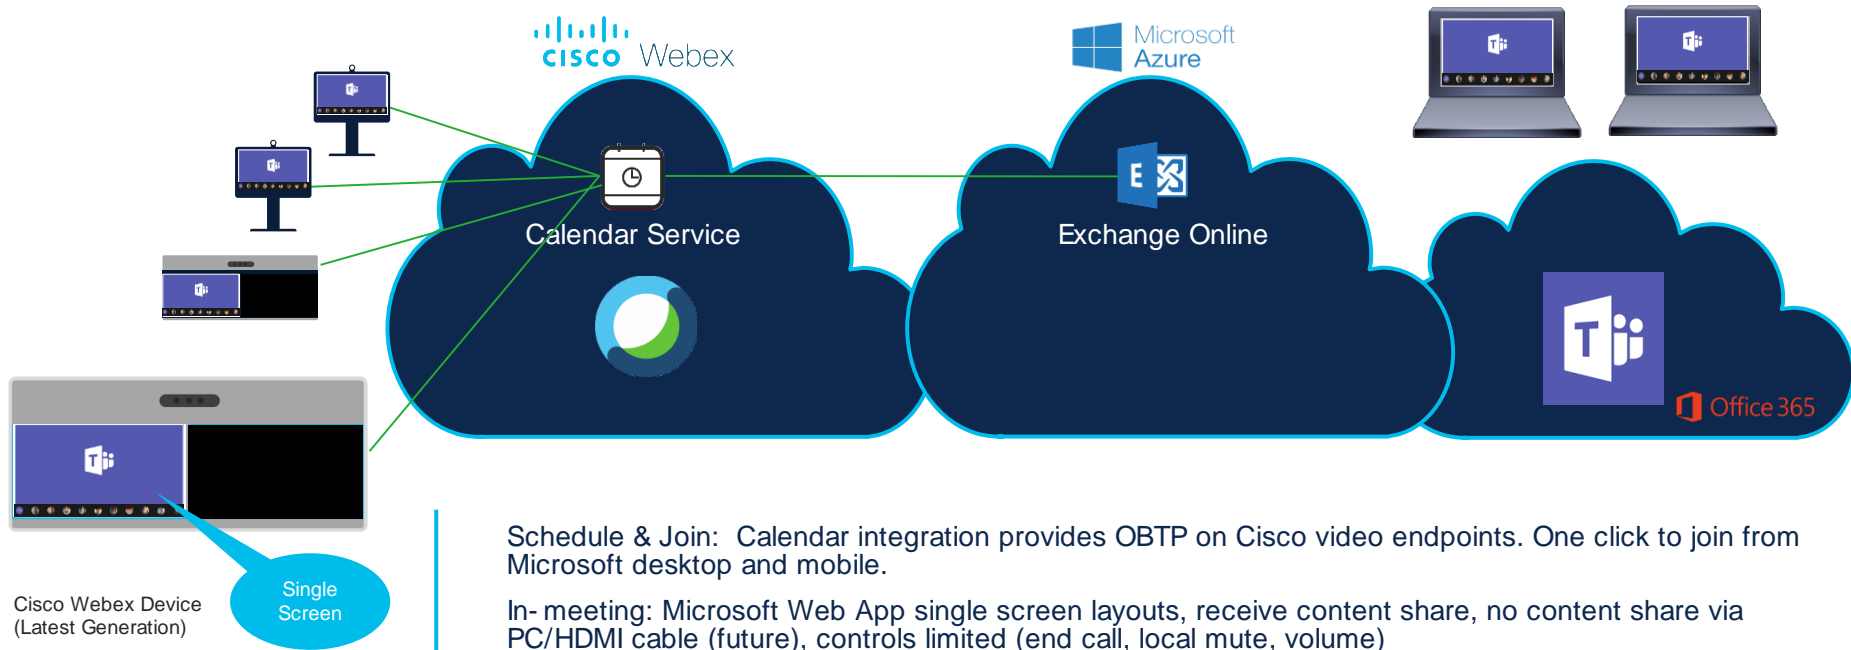 CISCO Webex
Microsoft
Azure
Calendar Service
E
Exchange Online
T
Office 365
Single
Screen
Cisco Webex Device
(Latest Generation)
Schedule & Join:  Calendar integration provides OBTP on Cisco video endpoints. One click to join from
Microsoft desktop and mobile.
In- meeting: Microsoft Web App single screen layouts, receive content share, no content share via
PC/HDMI cable (future), controls limited (end call, local mute, volume)